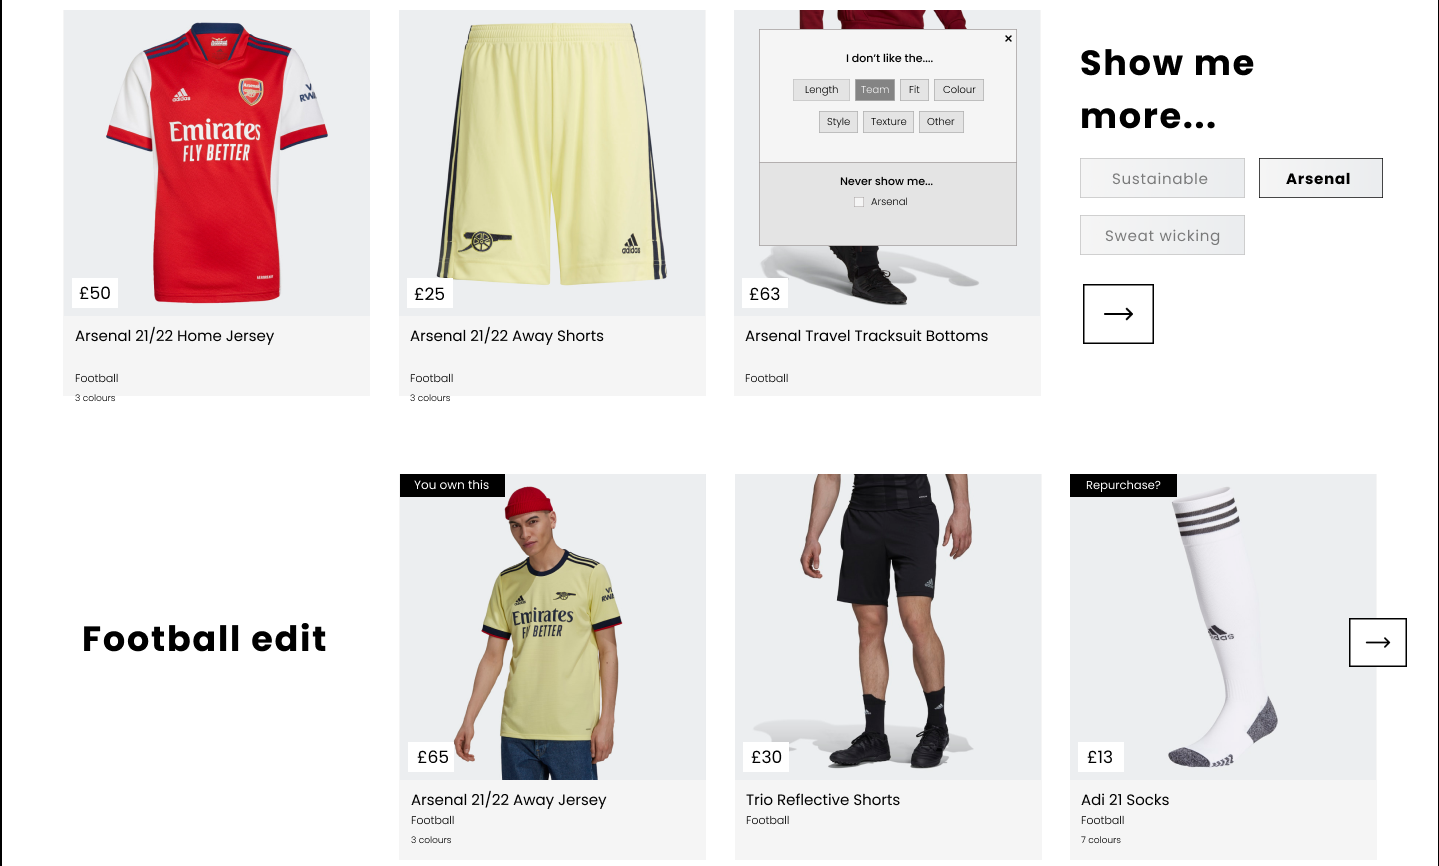 Arsenal
adidas
Emirates
FLY BETTER
£50
Arsenal 21/22 Home Jersey
Football
3 colours
adidas
£25
Arsenal 21/22 Away Shorts
Football
3 colours
×
I don't like the....
Length Team Fit Colour
Style Texture Other
Never show me...
Arsenal
£63
Arsenal Travel Tracksuit Bottoms
Football
Show me
more...
Sustainable Arsenal
Sweat wicking
Football edit
You own this
Emirates
FLY BETTER
£65
Arsenal 21/22 Away Jersey
Football
3 colours
£30
Trio Reflective Shorts
Football
Repurchase?
£13
Adi 21 Socks
Football
7 colours